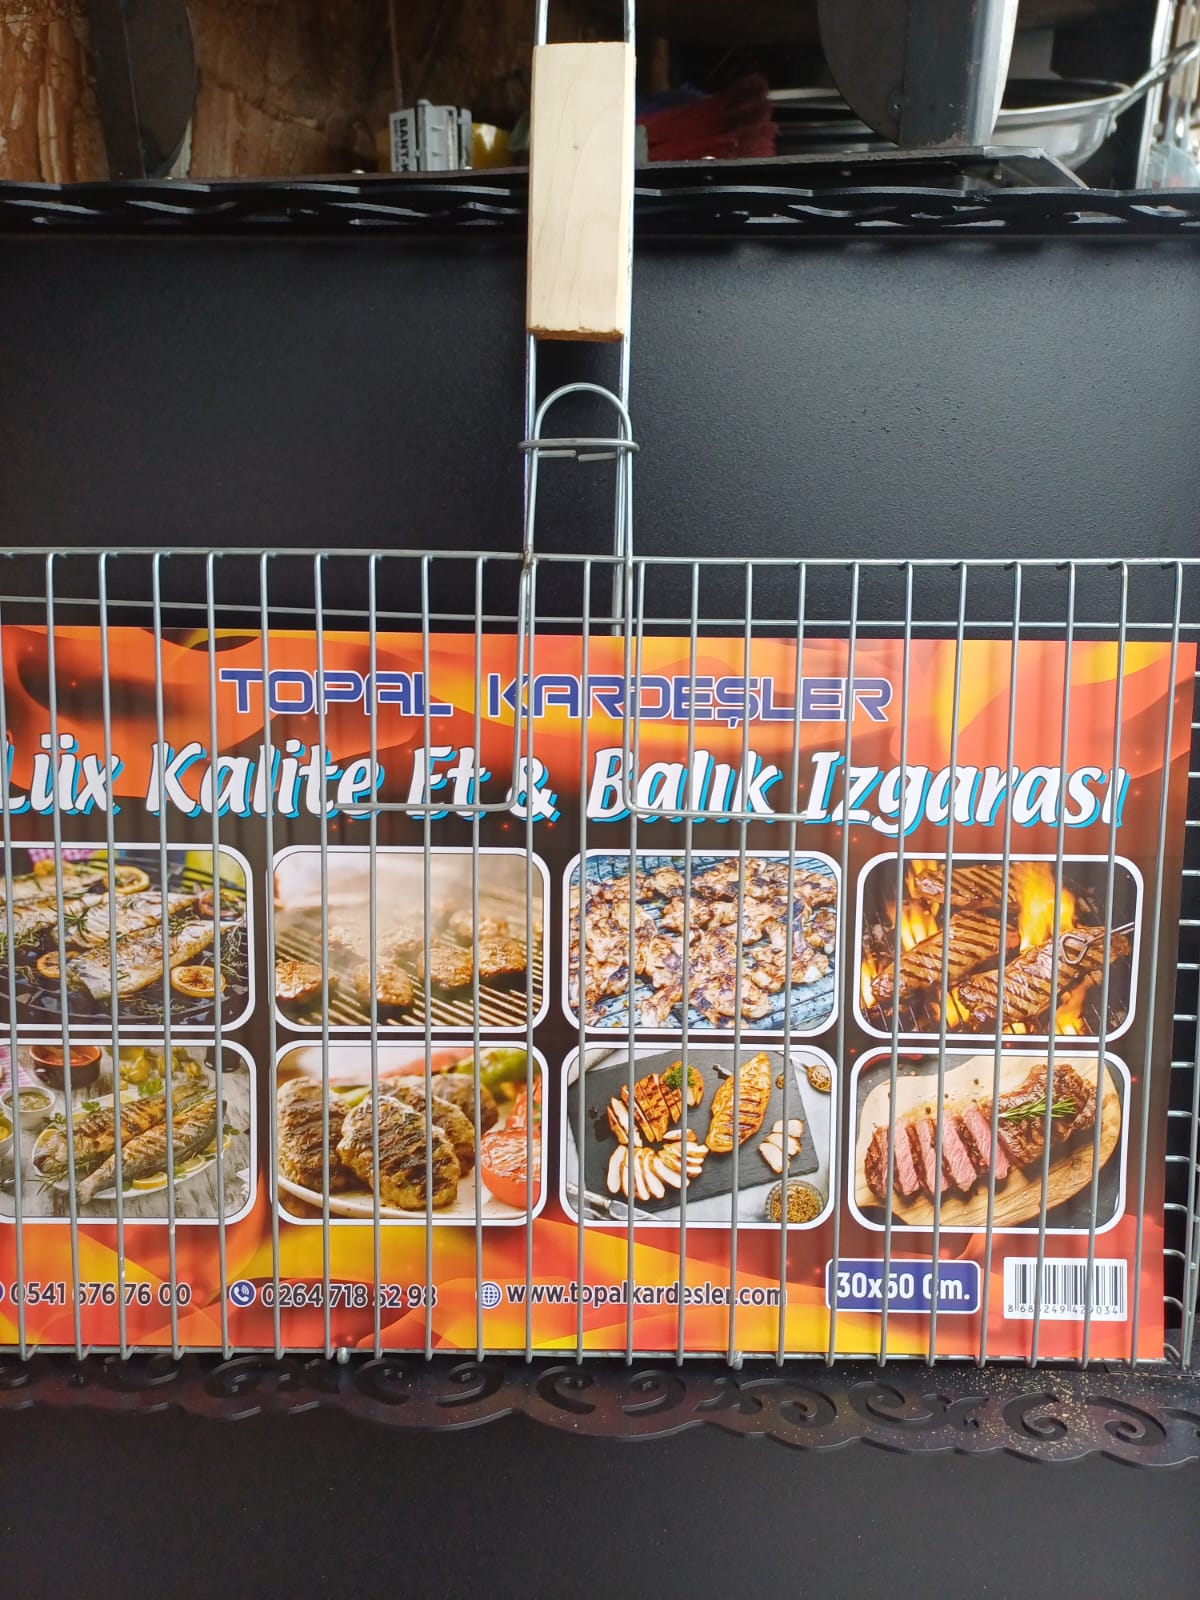 BANT
TOPAL KARDEŞLER
Lüx Kalite Et & Balık Izgarası
0541 676 76 00
0264 718 52 98
www.topalkardesler.com
30x50 Cm.